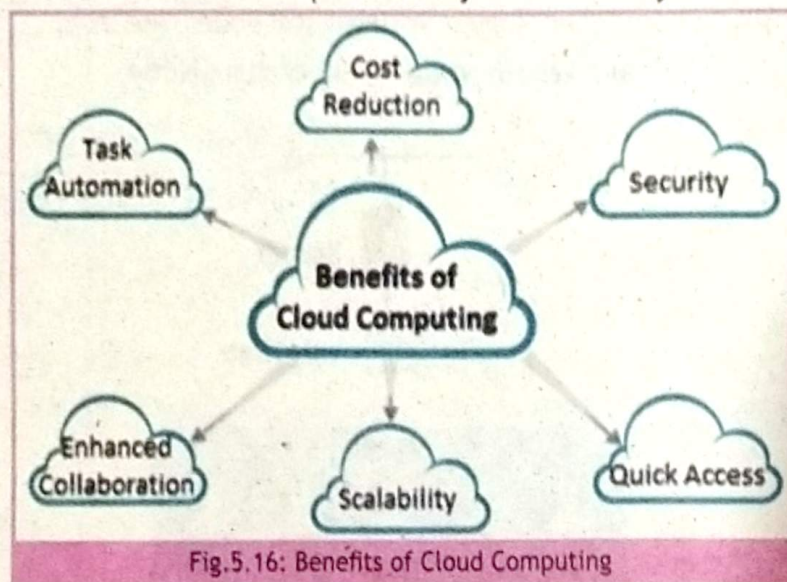 Cost
Reduction
Task
Automation
Security
Benefits of
Cloud Computing
Enhanced
Collaboration
Scalability
Quick Access
Fig.5.16: Benefits of Cloud Computing